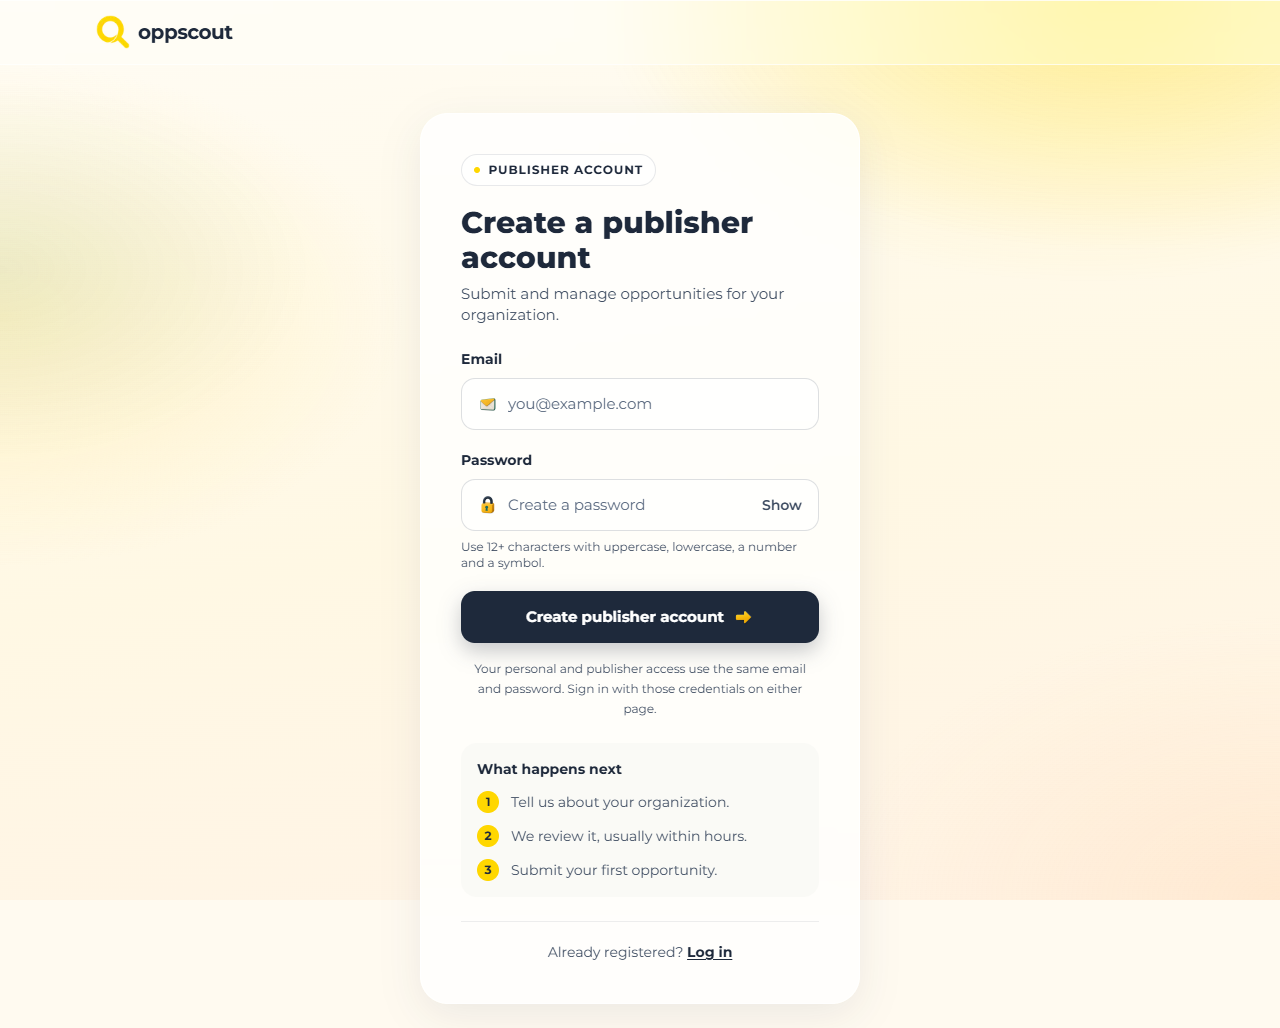 oppscout
PUBLISHER ACCOUNT
Create a publisher
account
Submit and manage opportunities for your
organization.
Email
you@example.com
Password
Create a password
Show
Use 12+ characters with uppercase, lowercase, a number
and a symbol.
Create publisher account
Your personal and publisher access use the same email
and password. Sign in with those credentials on either
page.
What happens next
1 Tell us about your organization.
2 We review it, usually within hours.
3 Submit your first opportunity.
Already registered? Log in